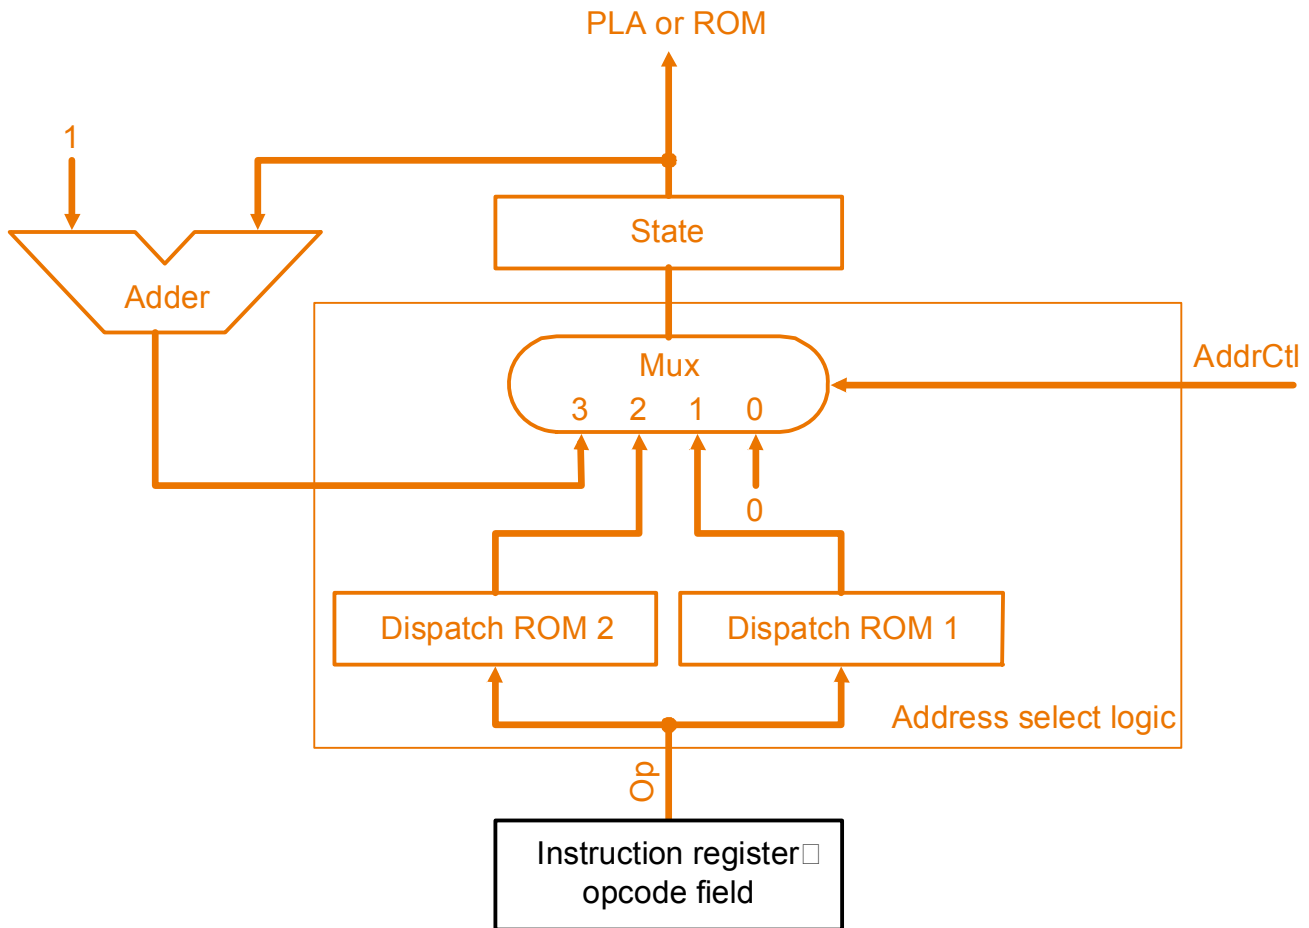 PLA or ROM
1
State
Adder
Mux
AddrCtl
3 2 1 0
0
Dispatch ROM 2
Dispatch ROM 1
Address select logic
Op
Instruction register□
opcode field